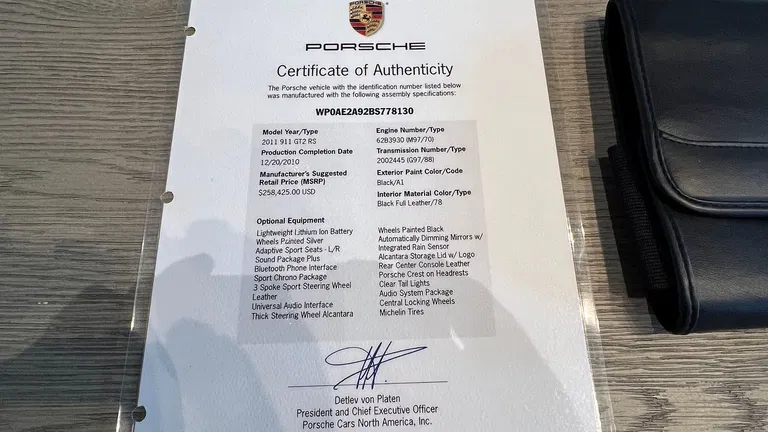 PORSCHE
PORSCHE
Certificate of Authenticity
The Porsche vehicle with the identification number listed below
was manufactured with the following assembly specifications:
WP0AE2A92BS778130
Model Year/Type
2011 911 GT2 RS
Production Completion Date
12/20/2010
Manufacturer's Suggested
Retail Price (MSRP)
$258,425.00 USD
Engine Number/Type
62B3930 (M97/70)
Transmission Number/Type
2002445 (G97/88)
Exterior Paint Color/Code
Black/A1
Interior Material Color/Type
Black Full Leather/78
Optional Equipment
Lightweight Lithium Ion Battery
Wheels Painted Silver
Adaptive Sport Seats - L/R
Sound Package Plus
Bluetooth Phone Interface
Sport Chrono Package
3 Spoke Sport Steering Wheel
Leather
Universal Audio Interface
Thick Steering Wheel Alcantara
Wheels Painted Black
Automatically Dimming Mirrors w/
Integrated Rain Sensor
Alcantara Storage Lid w/ Logo
Rear Center Console Leather
Porsche Crest on Headrests
Clear Tail Lights
Audio System Package
Central Locking Wheels
Michelin Tires
Detlev von Platen
President and Chief Executive Officer
Porsche Cars North America, Inc.